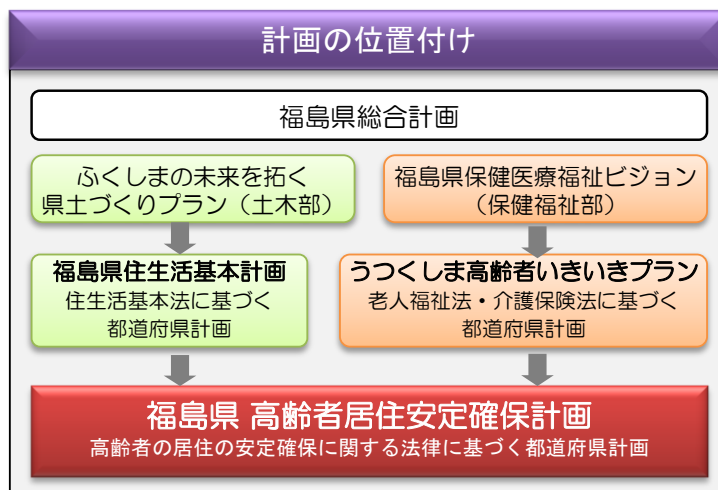 計画の位置付け
福島県総合計画
ふくしまの未来を拓く
県土づくりプラン（土木部）
福島県保健医療福祉ビジョン
（保健福祉部）
福島県住生活基本計画
住生活基本法に基づく
都道府県計画
うつくしま高齢者いきいきプラン
老人福祉法・介護保険法に基づく
都道府県計画
福島県 高齢者居住安定確保計画
高齢者の居住の安定確保に関する法律に基づく都道府県計画